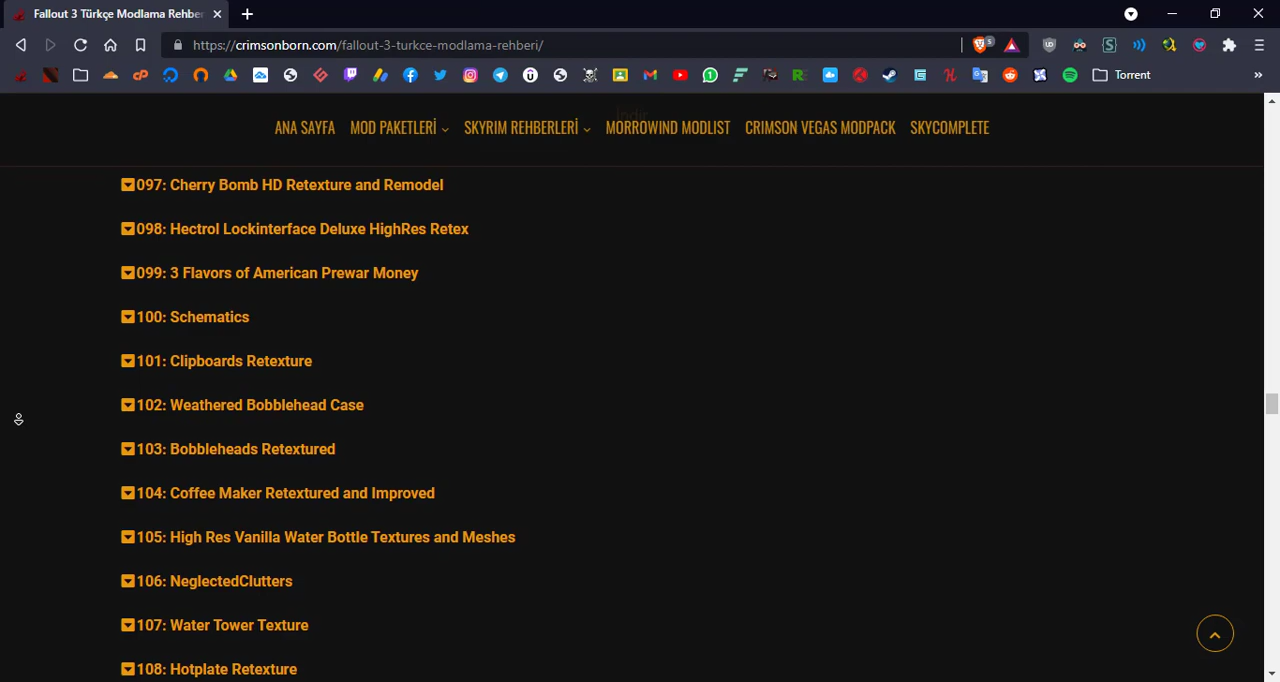 Fallout 3 Türkçe Modlama Rehber
https://crimsonborn.com/fallout-3-turkce-modlama-rehberi/
Torrent
ANA SAYFA MOD PAKETLERİ SKYRIM REHBERLERİ MORROWIND MODLIST CRIMSON VEGAS MODPACK SKYCOMPLETE
097: Cherry Bomb HD Retexture and Remodel
098: Hectrol Lockinterface Deluxe HighRes Retex
099: 3 Flavors of American Prewar Money
100: Schematics
101: Clipboards Retexture
102: Weathered Bobblehead Case
103: Bobbleheads Retextured
104: Coffee Maker Retextured and Improved
105: High Res Vanilla Water Bottle Textures and Meshes
106: NeglectedClutters
107: Water Tower Texture
108: Hotplate Retexture